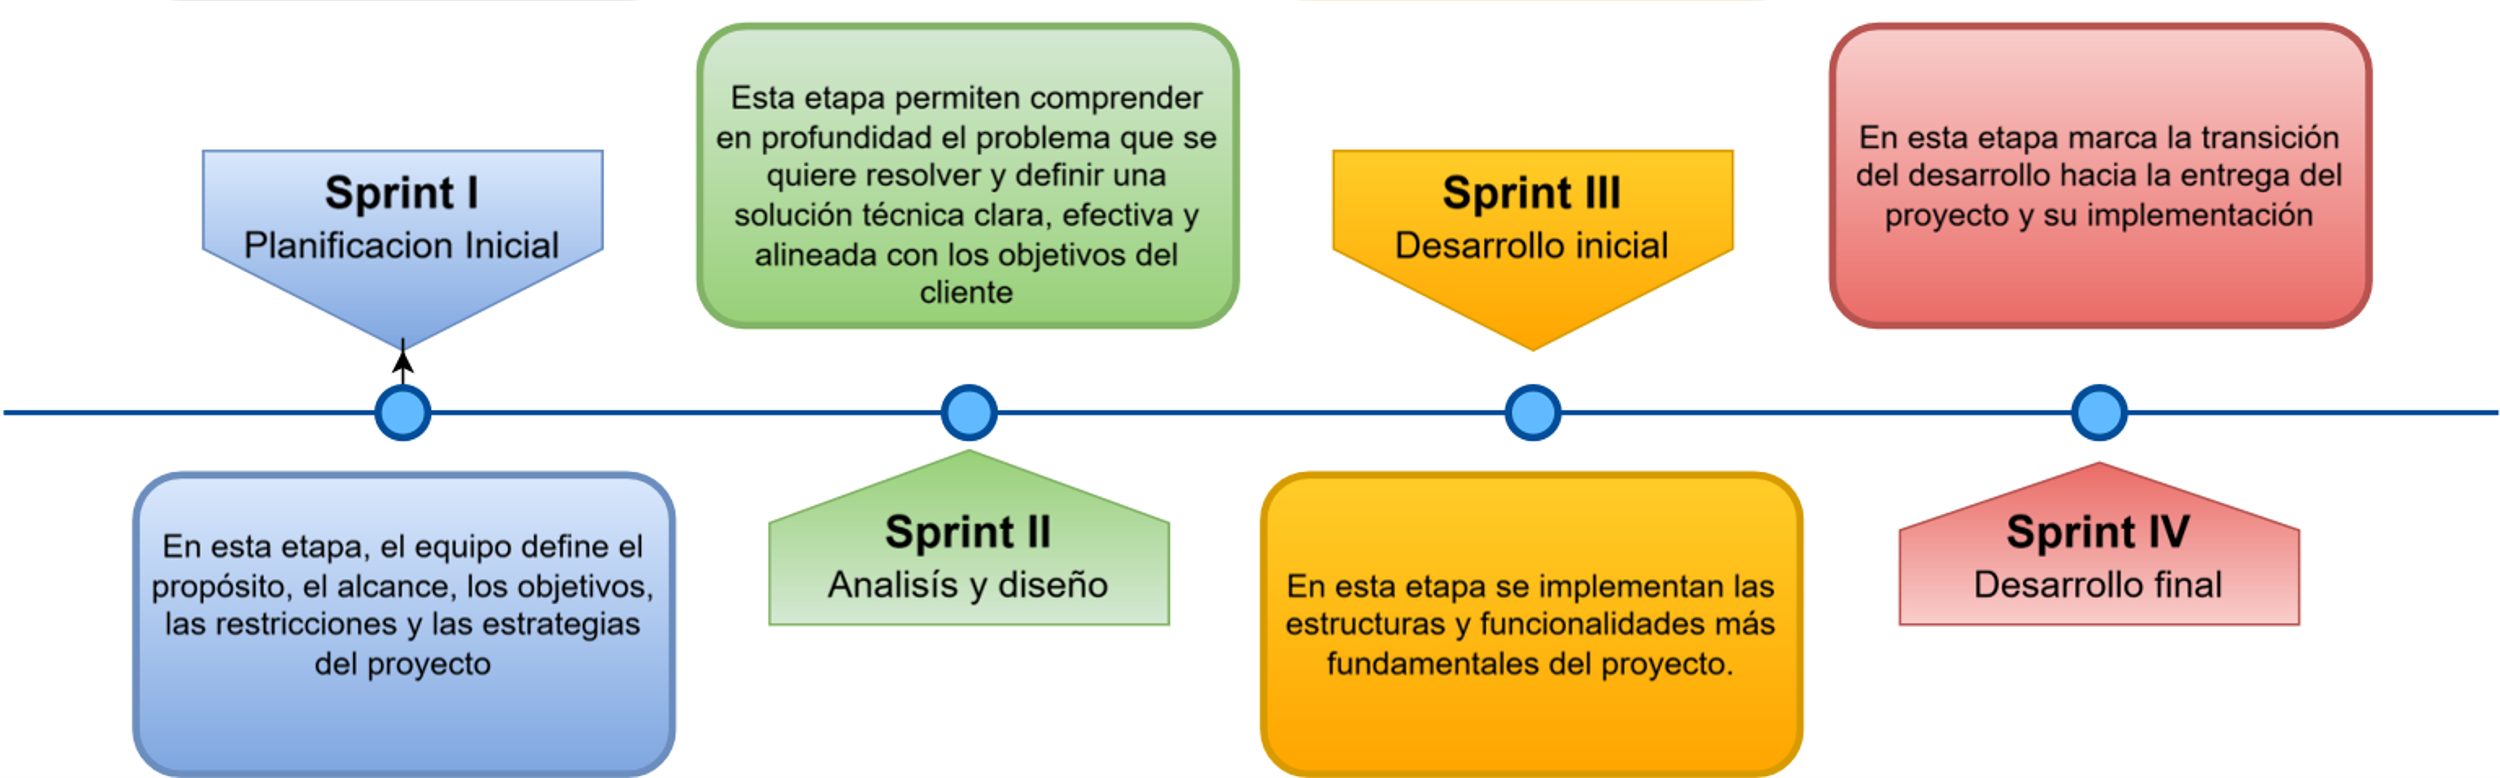 Sprint I
Planificacion Inicial
En esta etapa, el equipo define el
propósito, el alcance, los objetivos,
las restricciones y las estrategias
del proyecto
Esta etapa permiten comprender
en profundidad el problema que se
quiere resolver y definir una
solución técnica clara, efectiva y
alineada con los objetivos del
cliente
Sprint II
Analisís y diseño
Sprint III
Desarrollo inicial
En esta etapa se implementan las
estructuras y funcionalidades más
fundamentales del proyecto.
En esta etapa marca la transición
del desarrollo hacia la entrega del
proyecto y su implementación
Sprint IV
Desarrollo final